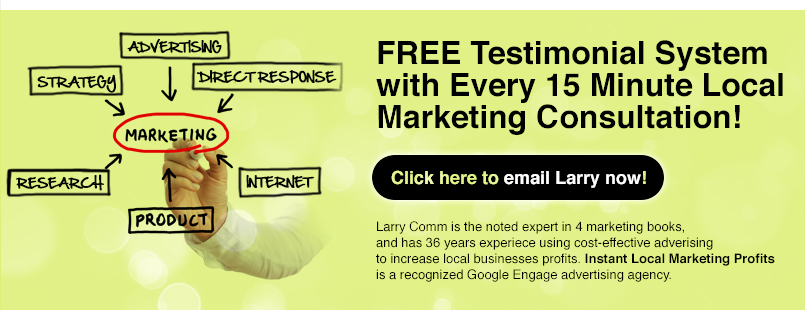 ADVERTISING
STRATEGY
DIRECT RESPONSE
MARKETING
RESEARCH
INTERNET
PRODUCT
FREE Testimonial System
with Every 15 Minute Local
Marketing Consultation!
Click here to email Larry now!
Larry Comm is the noted expert in 4 marketing books,
and has 36 years experiece using cost-effective adverising
to increase local businesses profits. Instant Local Marketing Profits
is a recognized Google Engage advertising agency.